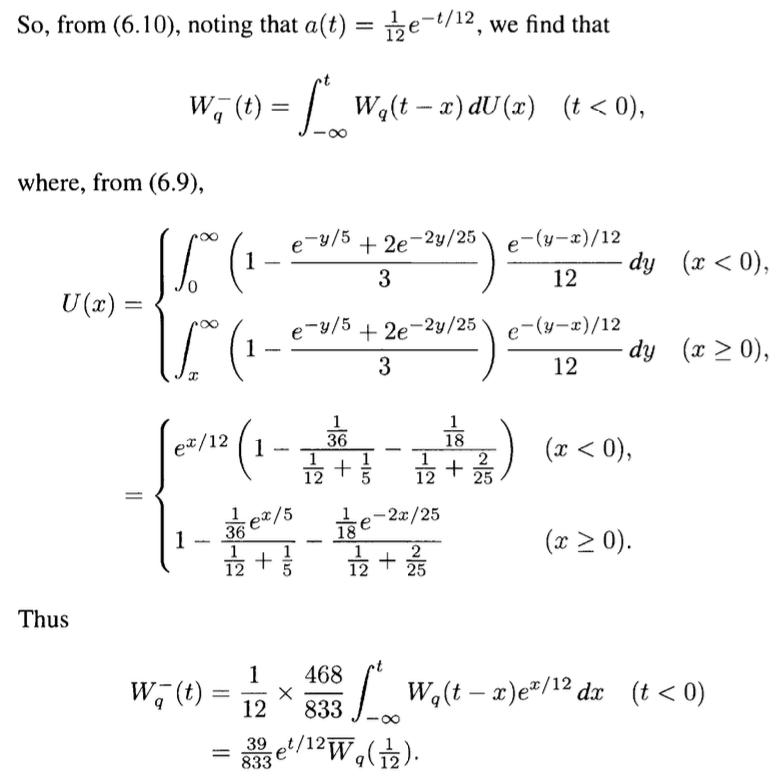 So, from (6.10), noting that a(t) = \frac{1}{12}e^{-t/12}, we find that
W_q^-(t) = \int_{-\infty}^{t} W_q(t - x) dU(x) (t < 0),
where, from (6.9),
U(x) = \begin{cases} \int_0^\infty \left(1 - \frac{e^{-y/5} + 2e^{-2y/25}}{3}\right) \frac{e^{-(y-x)/12}}{12} dy & (x < 0), \\
\int_x^\infty \left(1 - \frac{e^{-y/5} + 2e^{-2y/25}}{3}\right) \frac{e^{-(y-x)/12}}{12} dy & (x \geq 0), \end{cases}
= \begin{cases} e^{x/12} \left(1 - \frac{\frac{1}{36}}{\frac{1}{12} + \frac{1}{5}} - \frac{\frac{1}{18}}{\frac{1}{12} + \frac{2}{25}}\right) & (x < 0), \\
1 - \frac{\frac{1}{36}e^{x/5}}{\frac{1}{12} + \frac{1}{5}} - \frac{\frac{1}{18}e^{-2x/25}}{\frac{1}{12} + \frac{2}{25}} & (x \geq 0). \end{cases}
Thus
W_q^-(t) = \frac{1}{12} \times \frac{468}{833} \int_{-\infty}^{t} W_q(t - x)e^{x/12} dx (t < 0)
= \frac{39}{833}e^{t/12}\overline{W}_q(\frac{1}{12}).